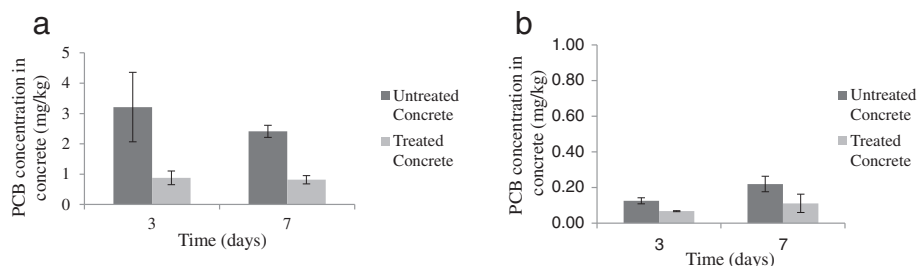 a
PCB concentration in
concrete (mg/kg)
5
4
3
2
1
0
3
7
Time (days)
Untreated
Concrete
Treated
Concrete
b
PCB concentration in
concrete (mg/kg)
1.00
0.80
0.60
0.40
0.20
0.00
3
7
Time (days)
Untreated
Concrete
Treated
Concrete